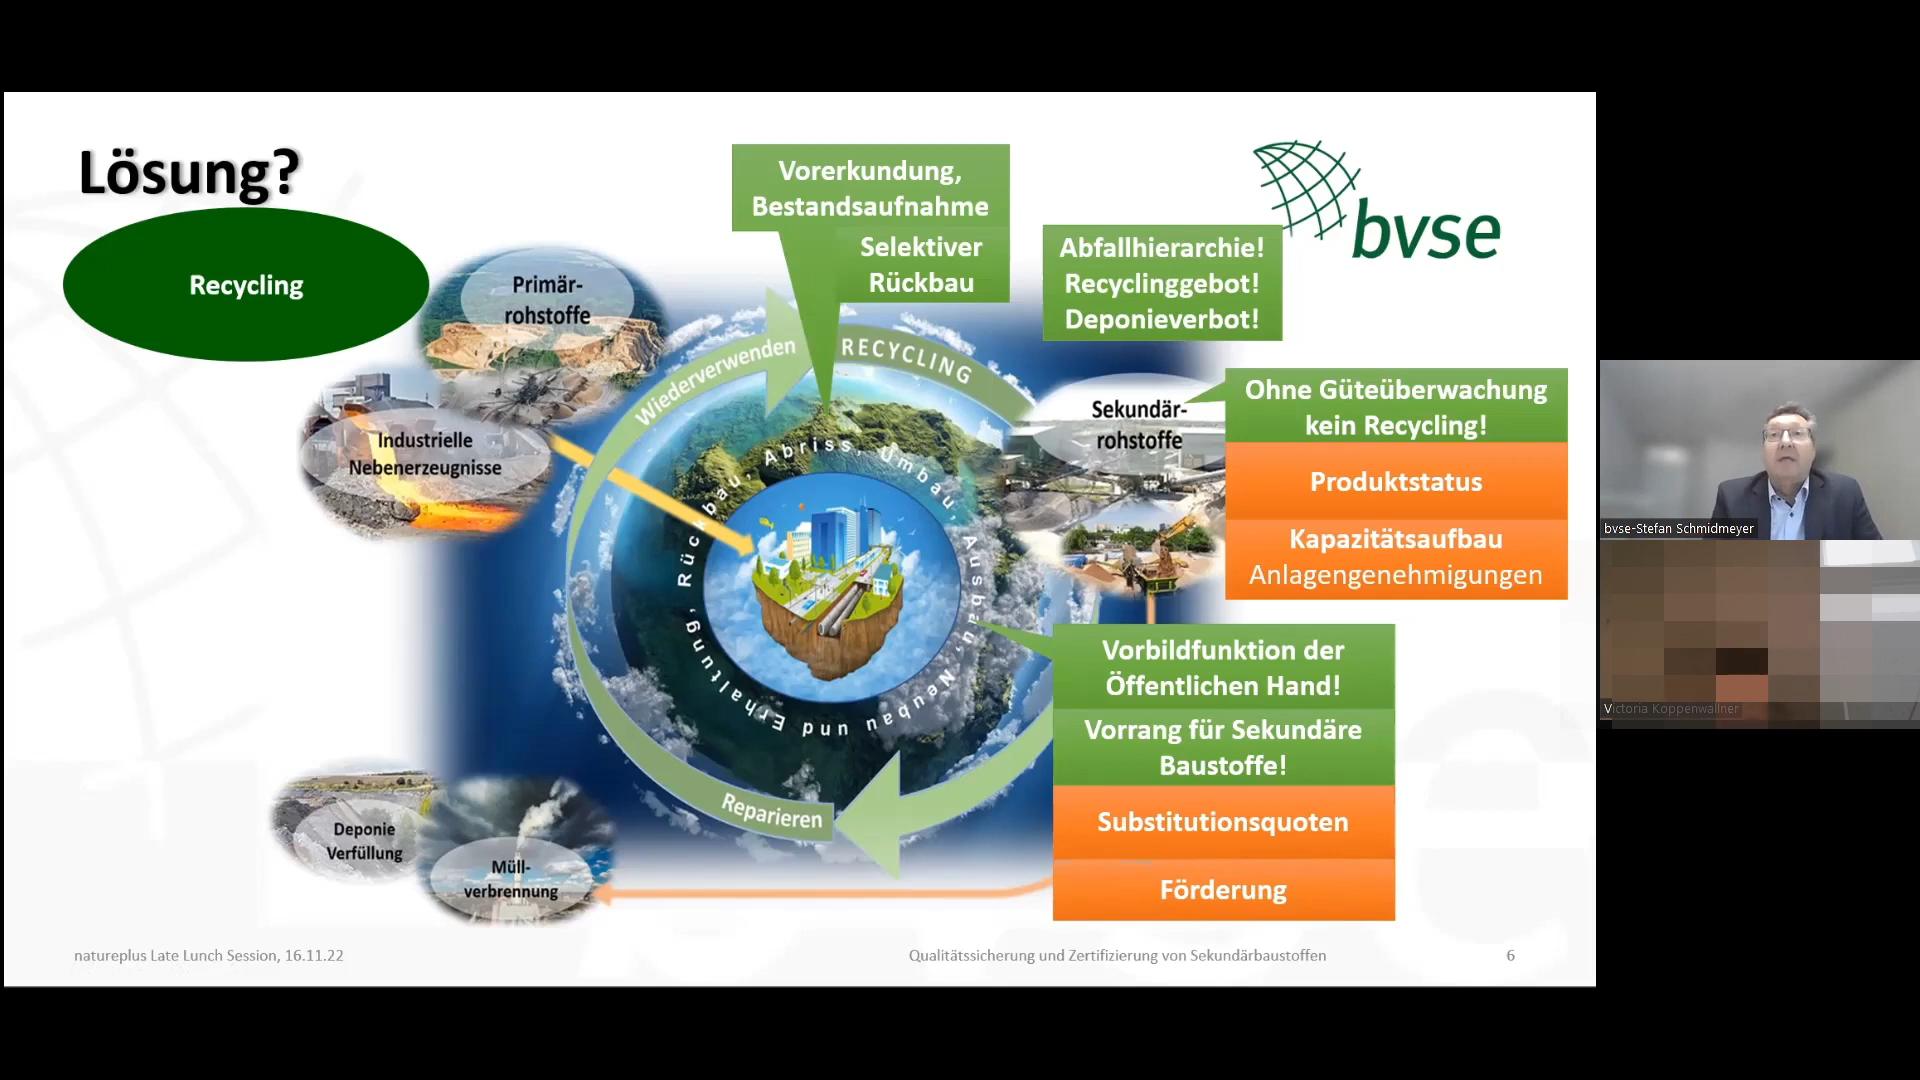 Lösung?
Recycling
Vorerkundung,
Bestandsaufnahme
Selektiver
Rückbau
Abfallhierarchie!
Recyclinggebot!
Deponieverbot!
bvse
Primär-
rohstoffe
Industrielle
Nebenerzeugnisse
Wiederverwenden
RECYCLING
Reparieren
Rückbau, Abriss, Umbau, Ausbau, Neubau und Erhaltung,
Sekundär-
rohstoffe
Ohne Güteüberwachung
kein Recycling!
Produktstatus
Kapazitätsaufbau
Anlagengenehmigungen
Vorbildfunktion der
Öffentlichen Hand!
Vorrang für Sekundäre
Baustoffe!
Substitutionsquoten
Förderung
Deponie
Verfüllung
Müll-
verbrennung
natureplus Late Lunch Session, 16.11.22
Qualitätssicherung und Zertifizierung von Sekundärbaustoffen
6
bvse-Stefan Schmidmeyer
Victoria Koppenwallner